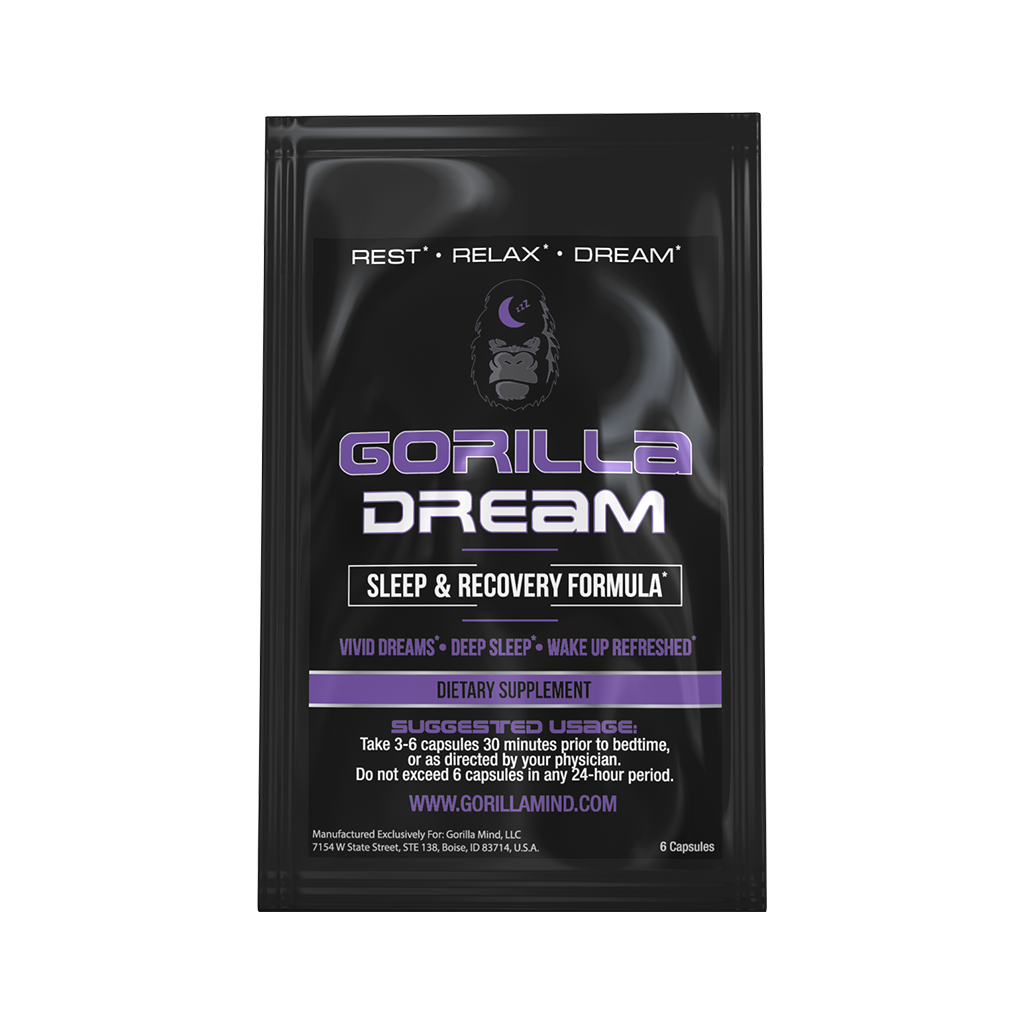 REST* • RELAX* • DREAM*
zzZ
GORILLA
DREAM
SLEEP & RECOVERY FORMULA*
VIVID DREAMS* • DEEP SLEEP* • WAKE UP REFRESHED*
DIETARY SUPPLEMENT
SUGGESTED USAGE:
Take 3-6 capsules 30 minutes prior to bedtime,
or as directed by your physician.
Do not exceed 6 capsules in any 24-hour period.
WWW.GORILLAMIND.COM
Manufactured Exclusively For: Gorilla Mind, LLC
7154 W State Street, STE 138, Boise, ID 83714, U.S.A.
6 Capsules